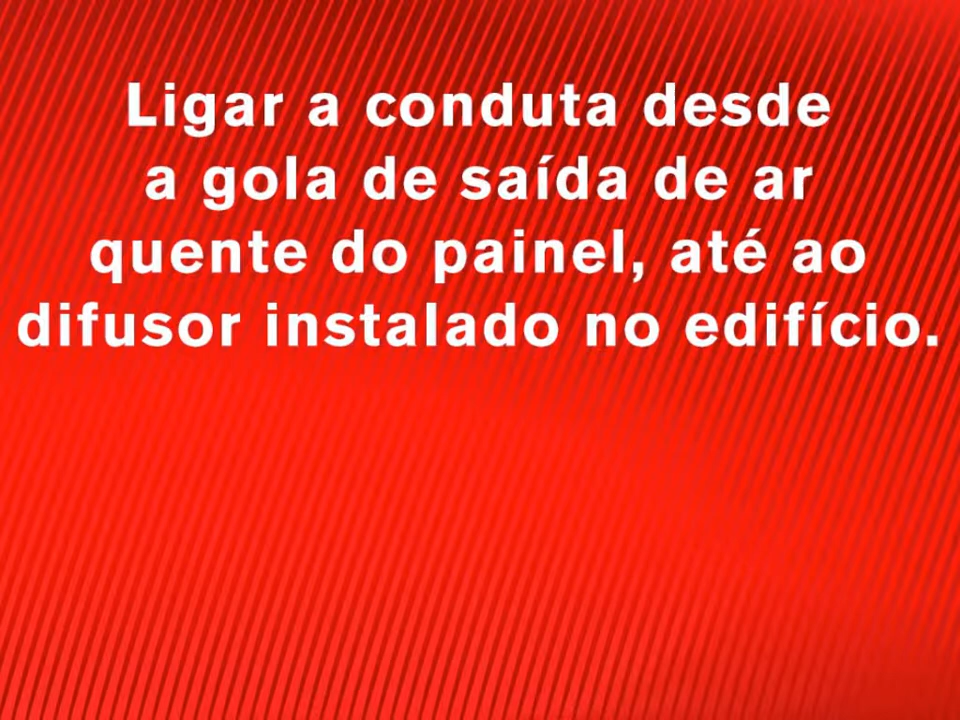 Ligar a conduta desde
a gola de saída de ar
quente do painel, até ao
difusor instalado no edifício.